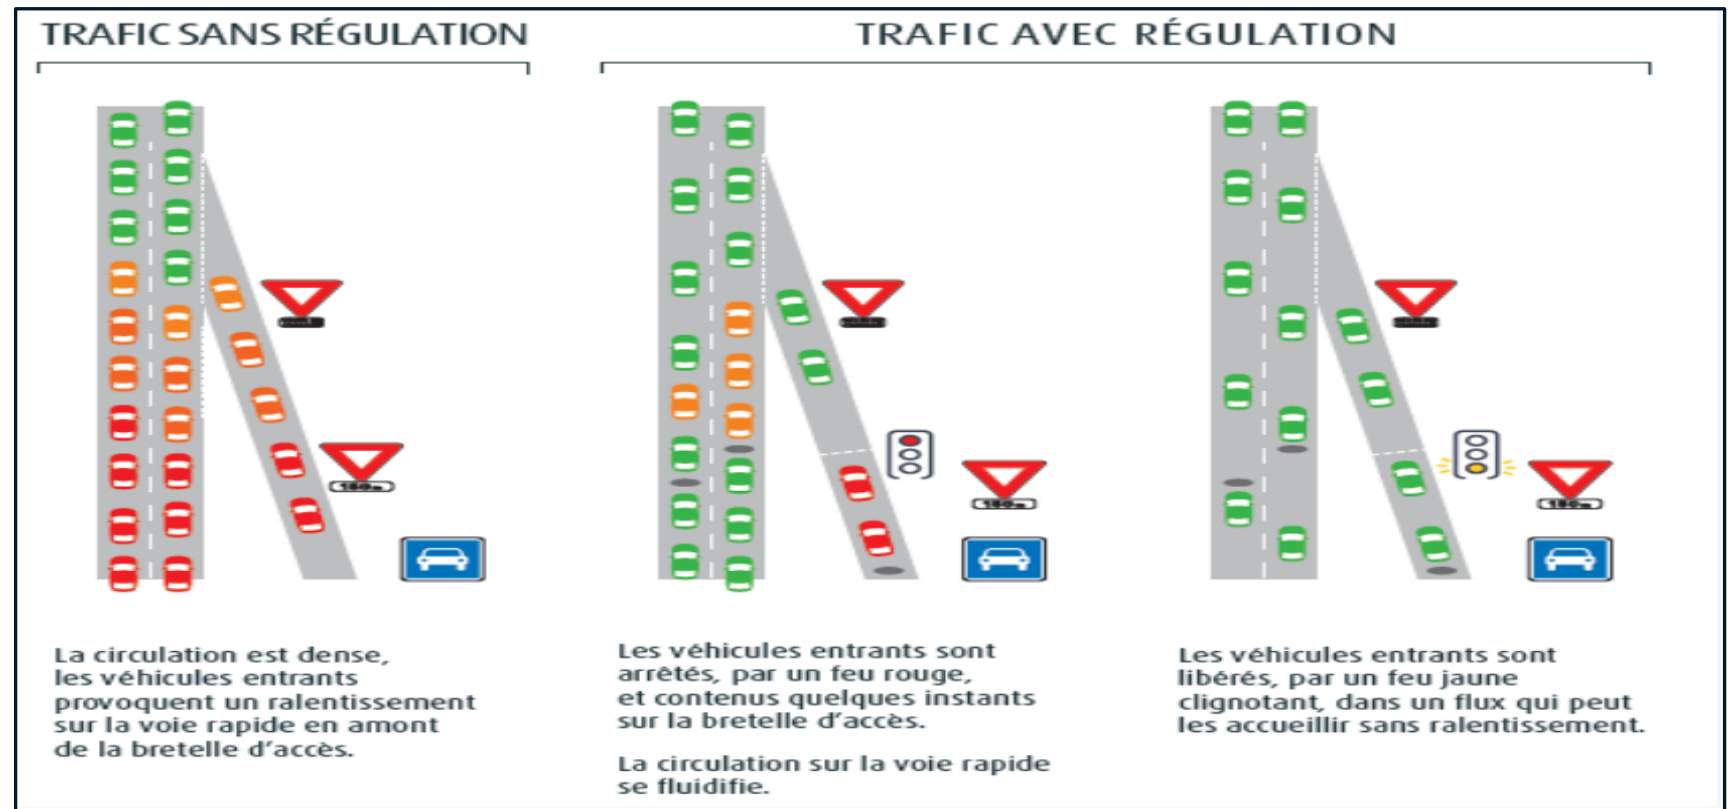 TRAFIC SANS RÉGULATION
TRAFIC AVEC RÉGULATION
150m
150m
150m
La circulation est dense,
les véhicules entrants
provoquent un ralentissement
sur la voie rapide en amont
de la bretelle d'accès.
Les véhicules entrants sont
arrêtés, par un feu rouge,
et contenus quelques instants
sur la bretelle d'accès.
La circulation sur la voie rapide
se fluidifie.
Les véhicules entrants sont
libérés, par un feu jaune
clignotant, dans un flux qui peut
les accueillir sans ralentissement.